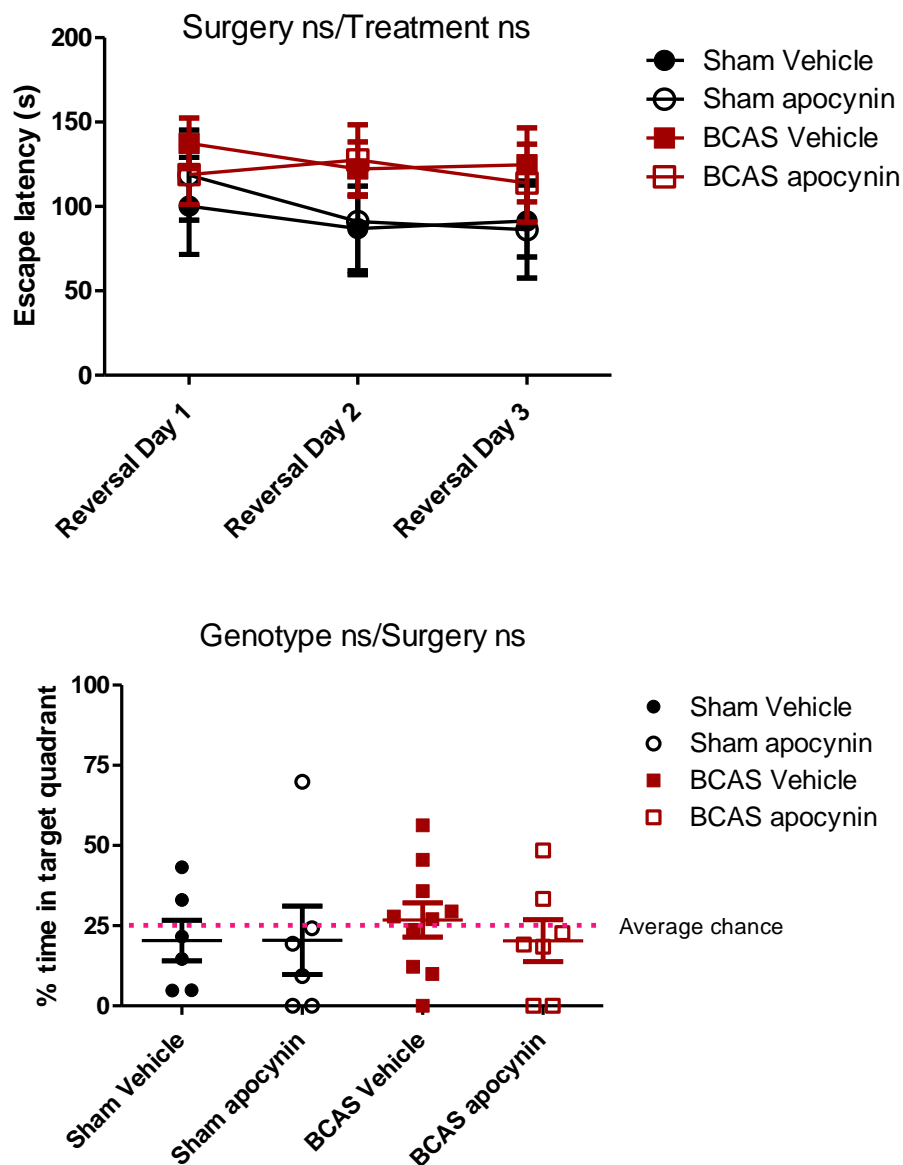 Surgery ns/Treatment ns
200
150
100
50
0
Escape latency (s)
Reversal Day 1
Reversal Day 2
Reversal Day 3
Sham Vehicle
Sham apocynin
BCAS Vehicle
BCAS apocynin
Genotype ns/Surgery ns
100
75
50
25
0
% time in target quadrant
Average chance
Sham Vehicle
Sham apocynin
BCAS Vehicle
BCAS apocynin
Sham Vehicle
Sham apocynin
BCAS Vehicle
BCAS apocynin